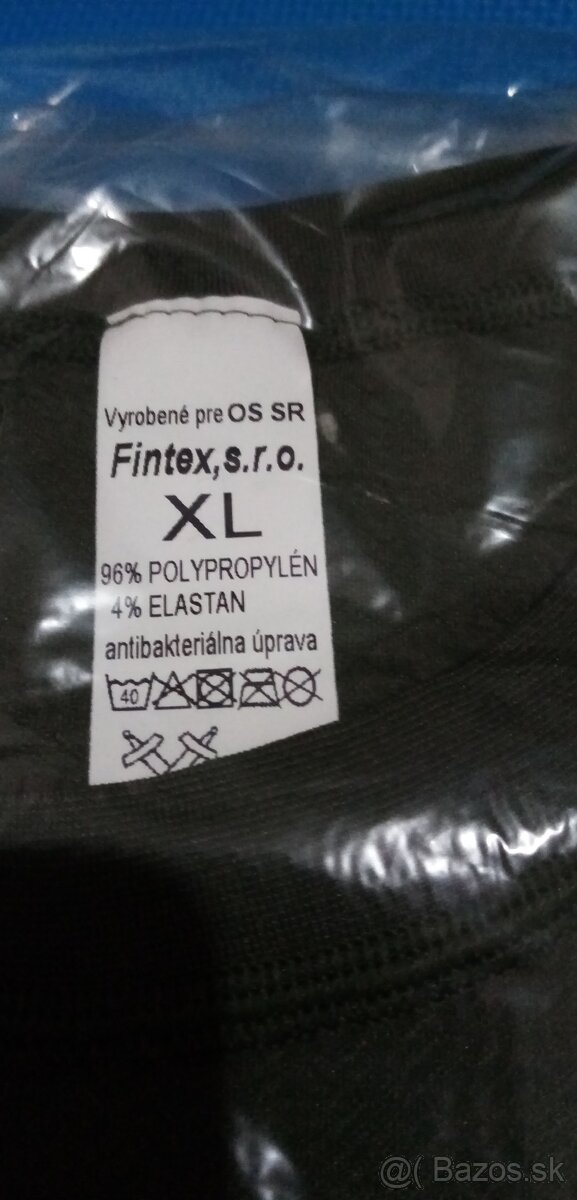 Vyrobené pre OS SR
Fintex,s.r.o.
XL
96% POLYPROPYLÉN
4% ELASTAN
antibakteriálna úprava
40
@( Bazos.sk